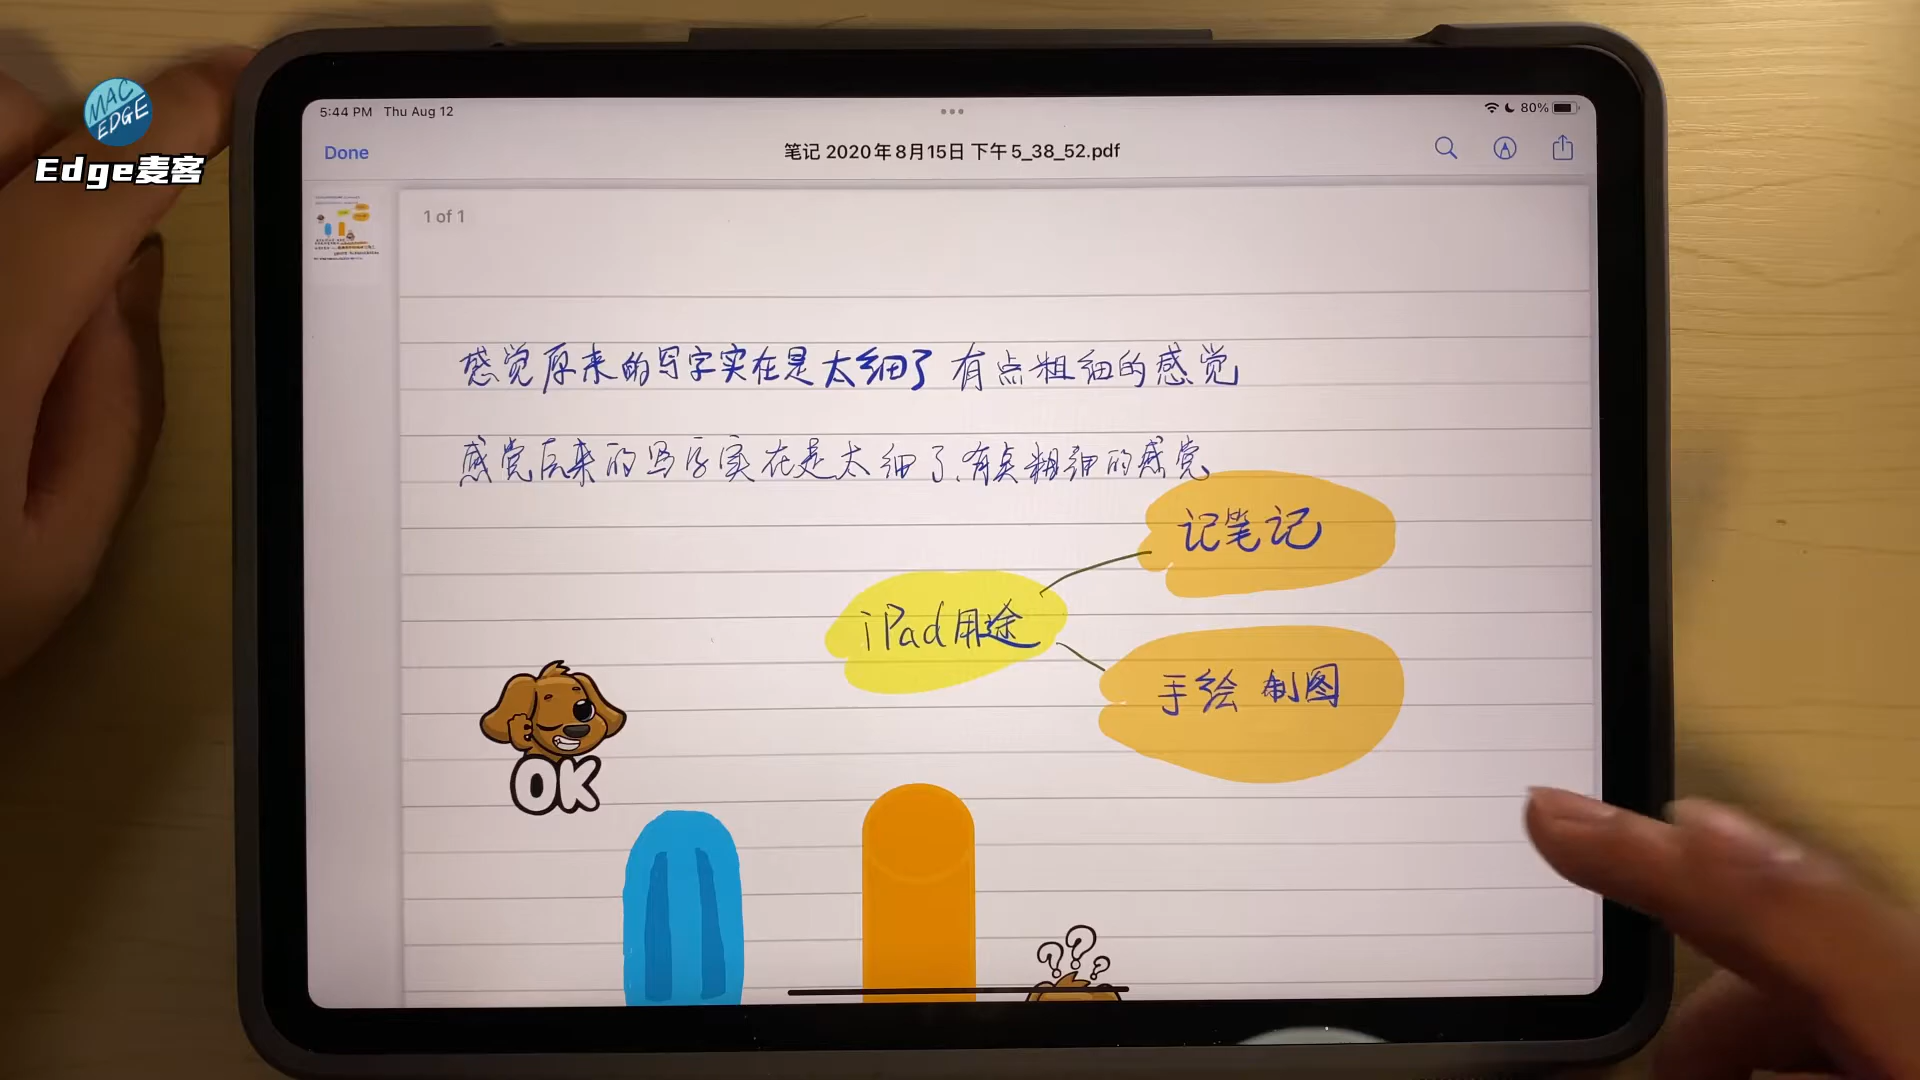 MAC EDGE
Edge麦客
5:44 PM Thu Aug 12
80%
Done
笔记 2020年8月15日 下午5_38_52.pdf
1 of 1
感觉原来的写字实在是太细了 有点粗细的感觉
感觉后来的写字实在是太细了,有点粗细的感觉
记笔记
iPad用途
手绘 制图
OK
???